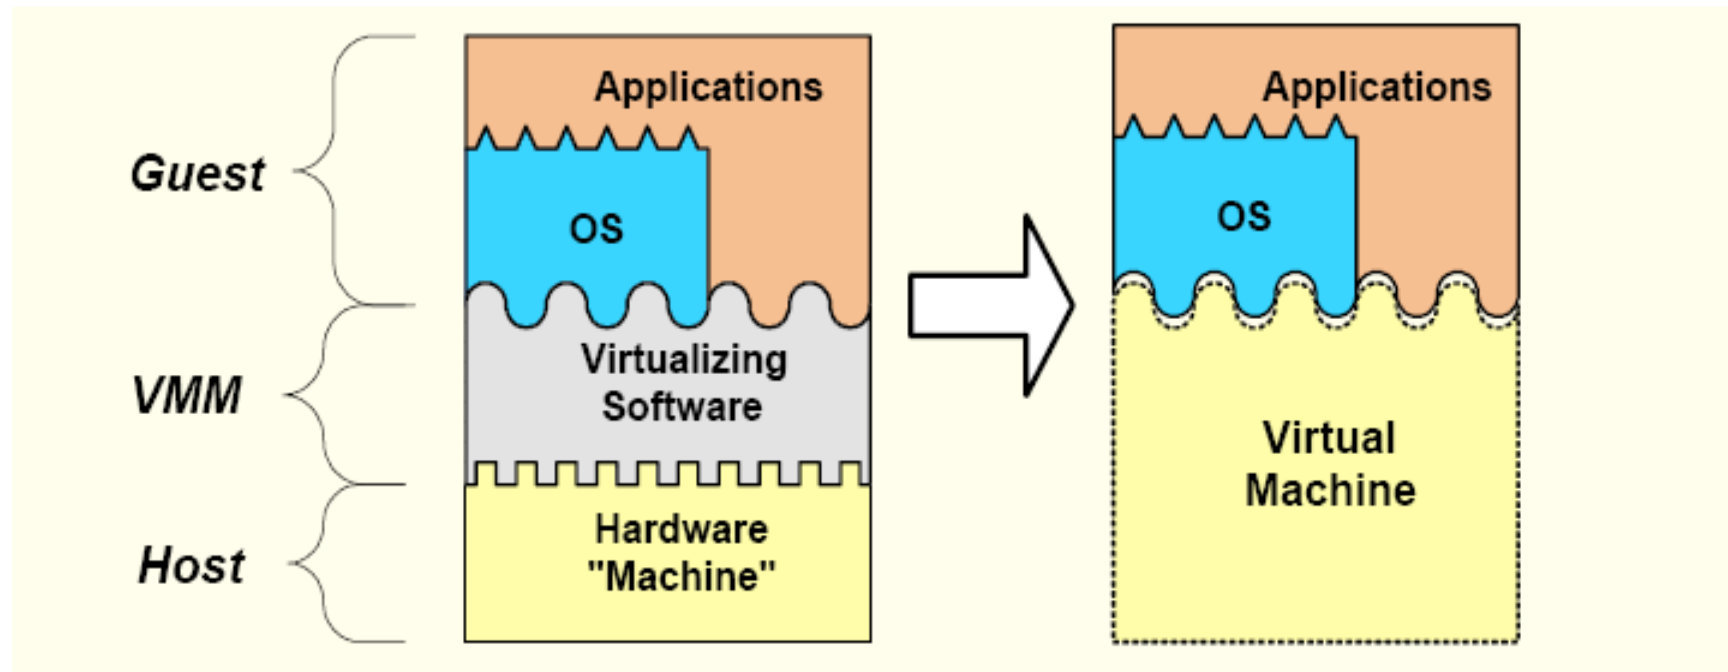 Guest
VMM
Host
Applications
OS
Virtualizing
Software
Hardware
"Machine"
Applications
OS
Virtual
Machine